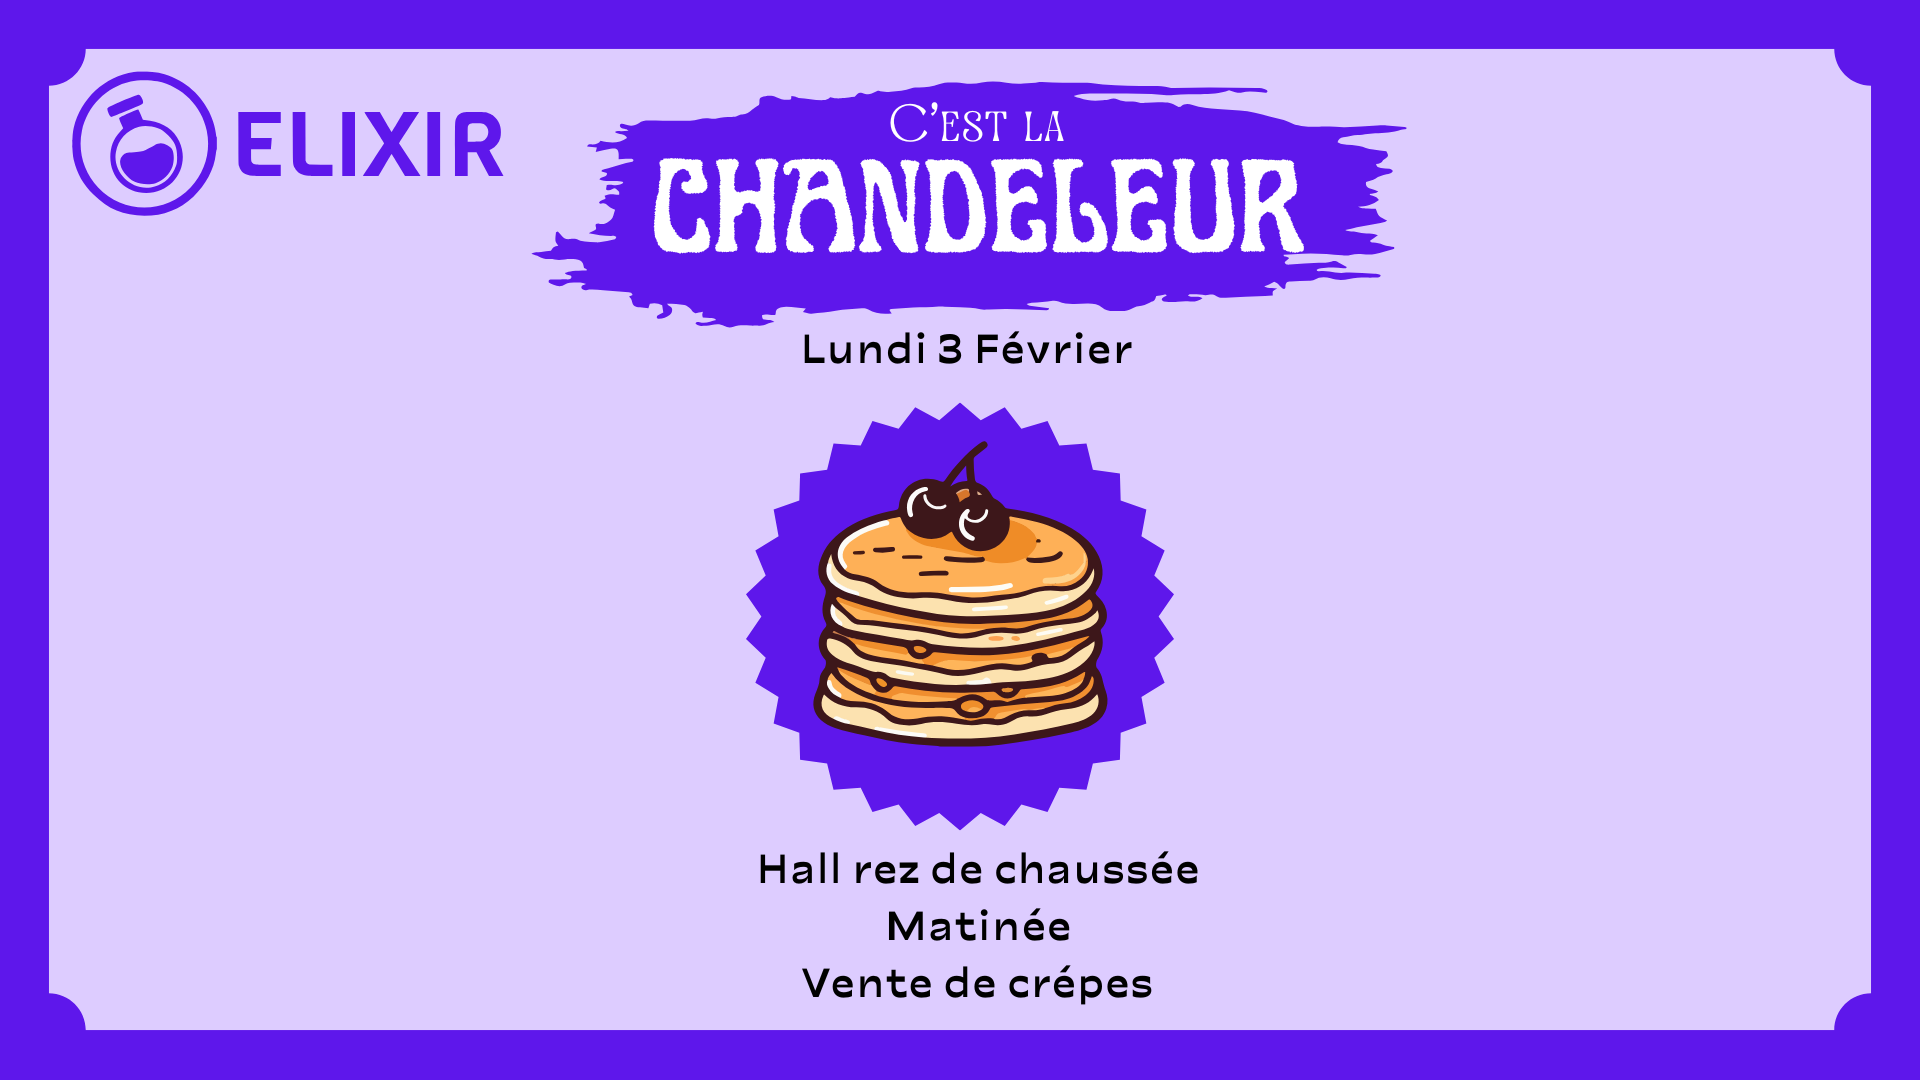 ELIXIR
C'EST LA
CHANDELEUR
Lundi 3 Février
Hall rez de chaussée
Matinée
Vente de crépes